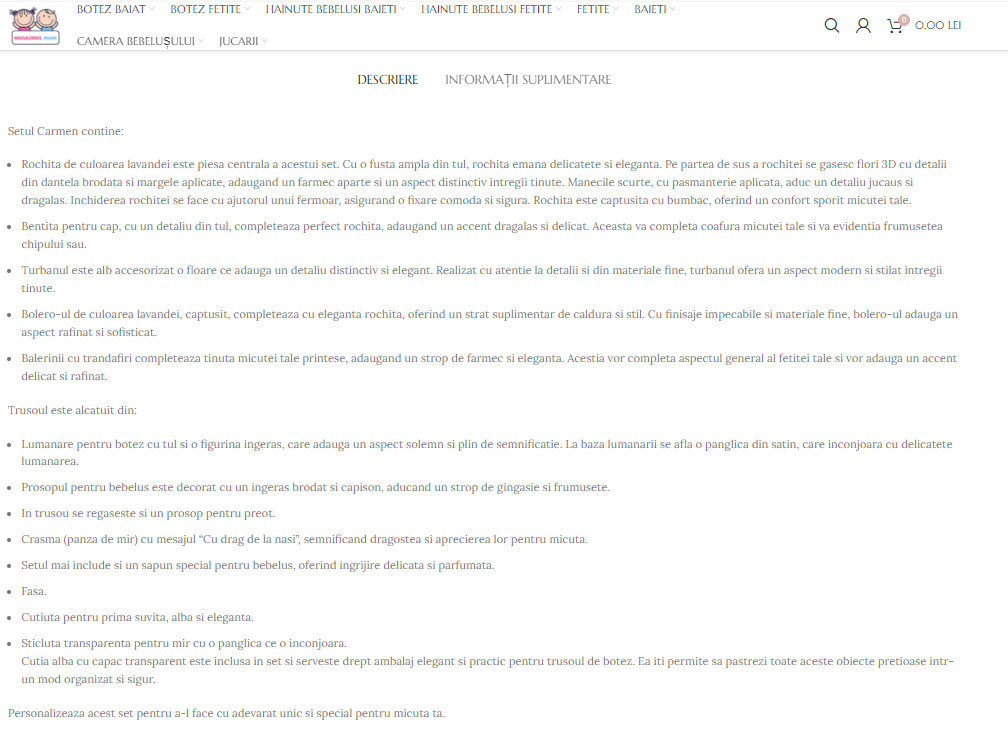 BOTEZ BAIAT BOTEZ FETITE HAINUTE BEBELUSI BAIETI HAINUTE BEBELUSI FETITE FETITE BAIETI
CAMERA BEBELUȘULUI JUCARII
MAGAZINUL MAMI
0
0,00 LEI
DESCRIERE INFORMAȚII SUPLIMENTARE
Setul Carmen contine:
Rochita de culoarea lavandei este piesa centrala a acestui set. Cu o fusta ampla din tul, rochita emana delicatete si eleganta. Pe partea de sus a rochitei se gasesc flori 3D cu detalii
din dantela brodata si margele aplicate, adaugand un farmec aparte si un aspect distinctiv intregii tinute. Manecile scurte, cu pasmanterie aplicata, aduc un detaliu jucaus si
dragalas. Inchiderea rochitei se face cu ajutorul unui fermoar, asigurand o fixare comoda si sigura. Rochita este captusita cu bumbac, oferind un confort sporit micutei tale.
Bentita pentru cap, cu un detaliu din tul, completeaza perfect rochita, adaugand un accent dragalas si delicat. Aceasta va completa coafura micutei tale si va evidentia frumusetea
chipului sau.
Turbanul este alb accesorizat o floare ce adauga un detaliu distinctiv si elegant. Realizat cu atentie la detalii si din materiale fine, turbanul ofera un aspect modern si stilat intregii
tinute.
Bolero-ul de culoarea lavandei, captusit, completeaza cu eleganta rochita, oferind un strat suplimentar de caldura si stil. Cu finisaje impecabile si materiale fine, bolero-ul adauga un
aspect rafinat si sofisticat.
Balerinii cu trandafiri completeaza tinuta micutei tale printese, adaugand un strop de farmec si eleganta. Acestia vor completa aspectul general al fetitei tale si vor adauga un accent
delicat si rafinat.
Trusoul este alcatuit din:
Lumanare pentru botez cu tul si o figurina ingeras, care adauga un aspect solemn si plin de semnificatie. La baza lumanarii se afla o panglica din satin, care inconjoara cu delicatete
lumanarea.
Prosopul pentru bebelus este decorat cu un ingeras brodat si capison, aducand un strop de gingasie si frumusete.
In trusou se regaseste si un prosop pentru preot.
Crasma (panza de mir) cu mesajul “Cu drag de la nasi”, semnificand dragostea si aprecierea lor pentru micuta.
Setul mai include si un sapun special pentru bebelus, oferind ingrijire delicata si parfumata.
Fasa.
Cutiuta pentru prima suvita, alba si eleganta.
Sticluta transparenta pentru mir cu o panglica ce o inconjoara.
Cutia alba cu capac transparent este inclusa in set si serveste drept ambalaj elegant si practic pentru trusoul de botez. Ea iti permite sa pastrezi toate aceste obiecte pretioase intr-
un mod organizat si sigur.
Personalizeaza acest set pentru a-l face cu adevarat unic si special pentru micuta ta.